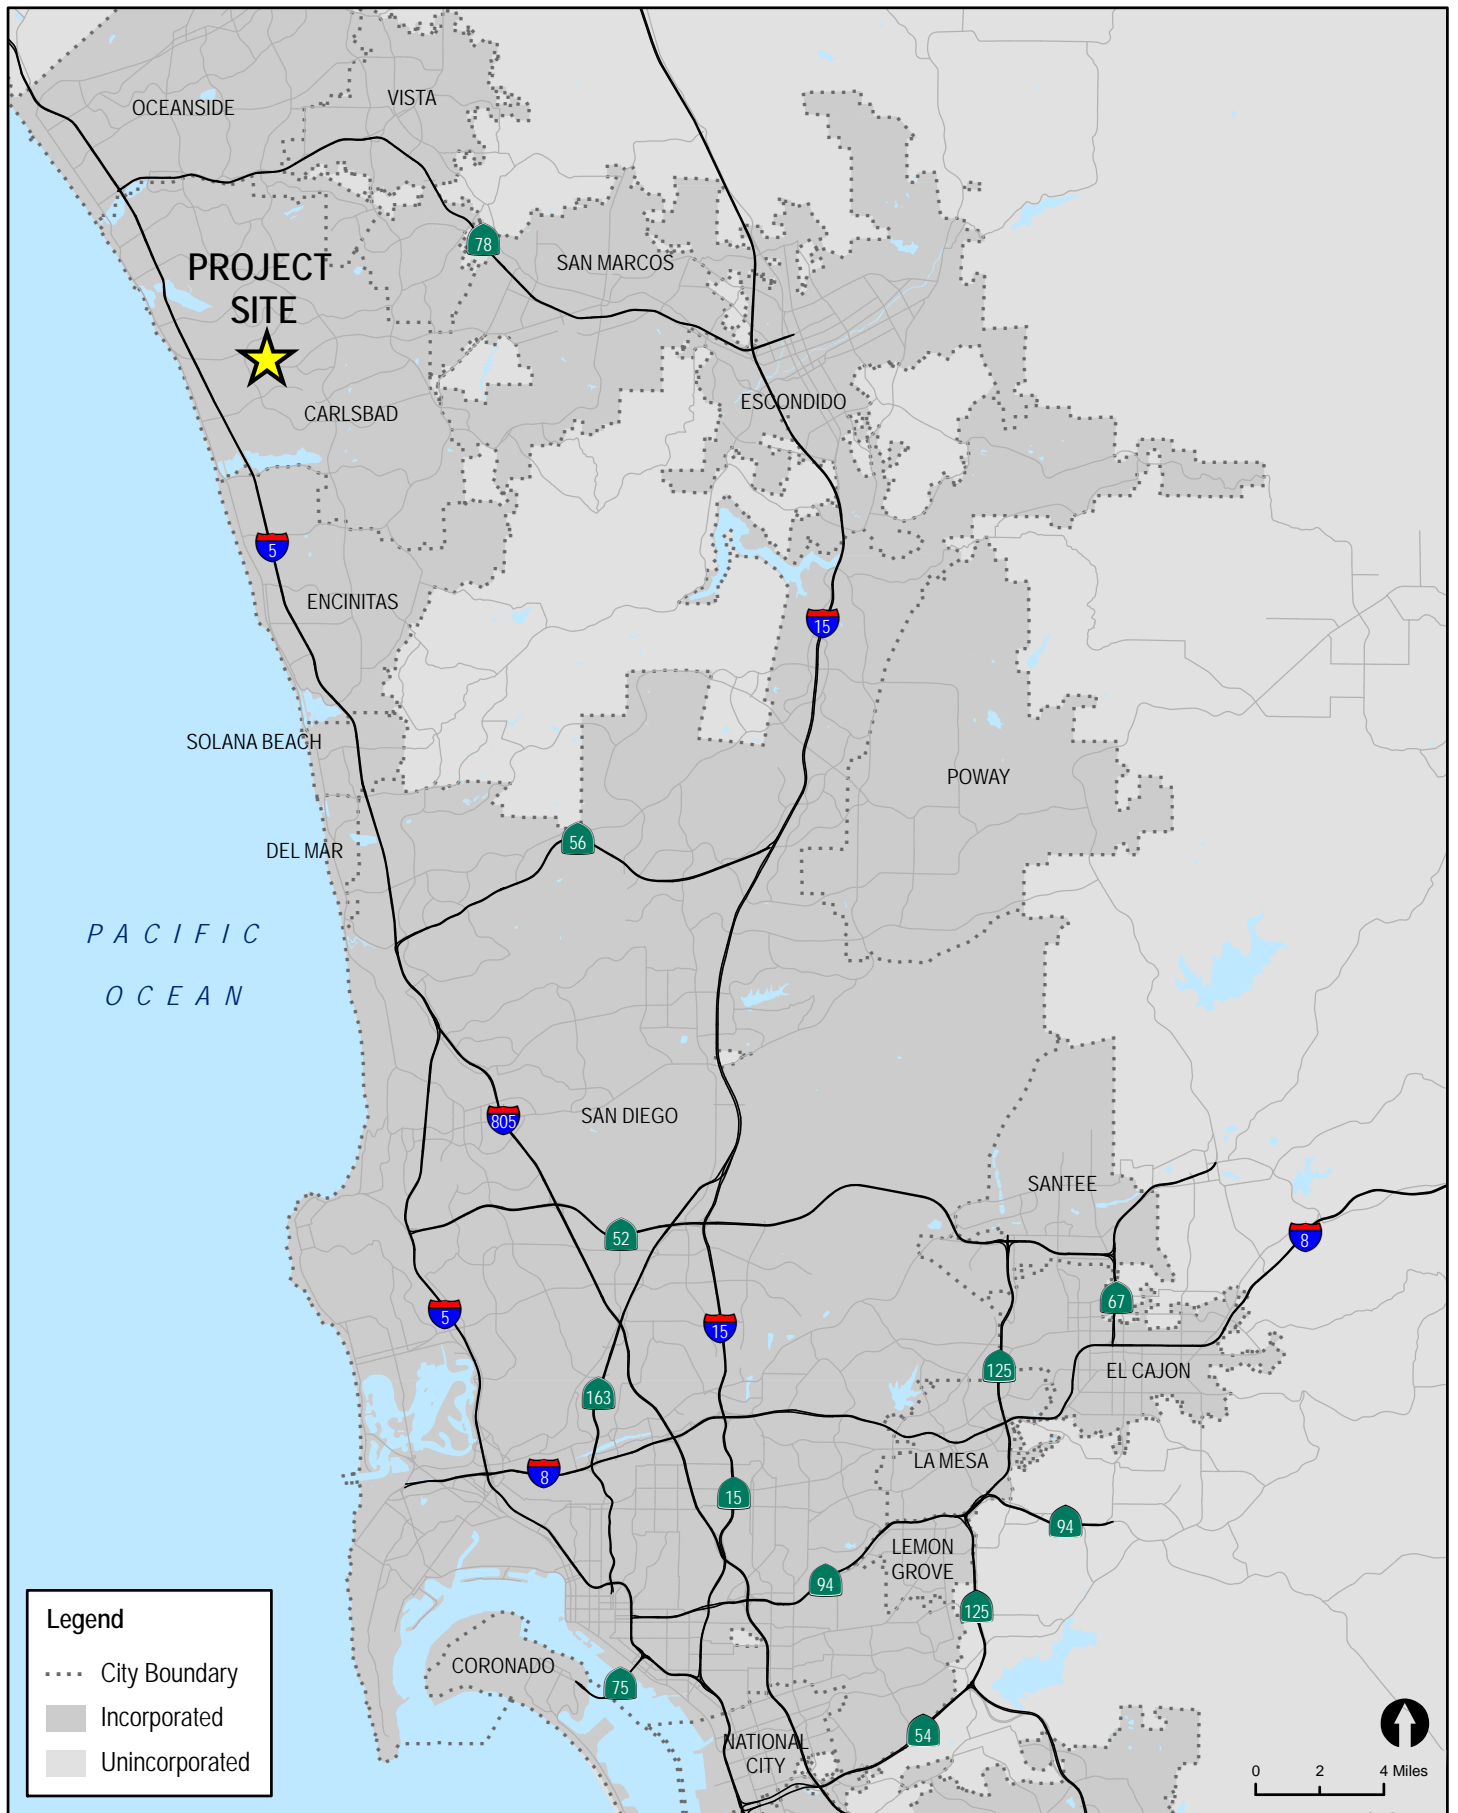 OCEANSIDE
VISTA
78
SAN MARCOS
PROJECT
SITE
CARLSBAD
ESCONDIDO
5
ENCINITAS
15
SOLANA BEACH
POWAY
56
DEL MAR
PACIFIC
OCEAN
805
SAN DIEGO
SANTEE
52
8
67
5
15
125
EL CAJON
163
LA MESA
8
15
94
LEMON
GROVE
94
125
CORONADO
75
54
NATIONAL
CITY
Legend
City Boundary
Incorporated
Unincorporated
0 2 4 Miles